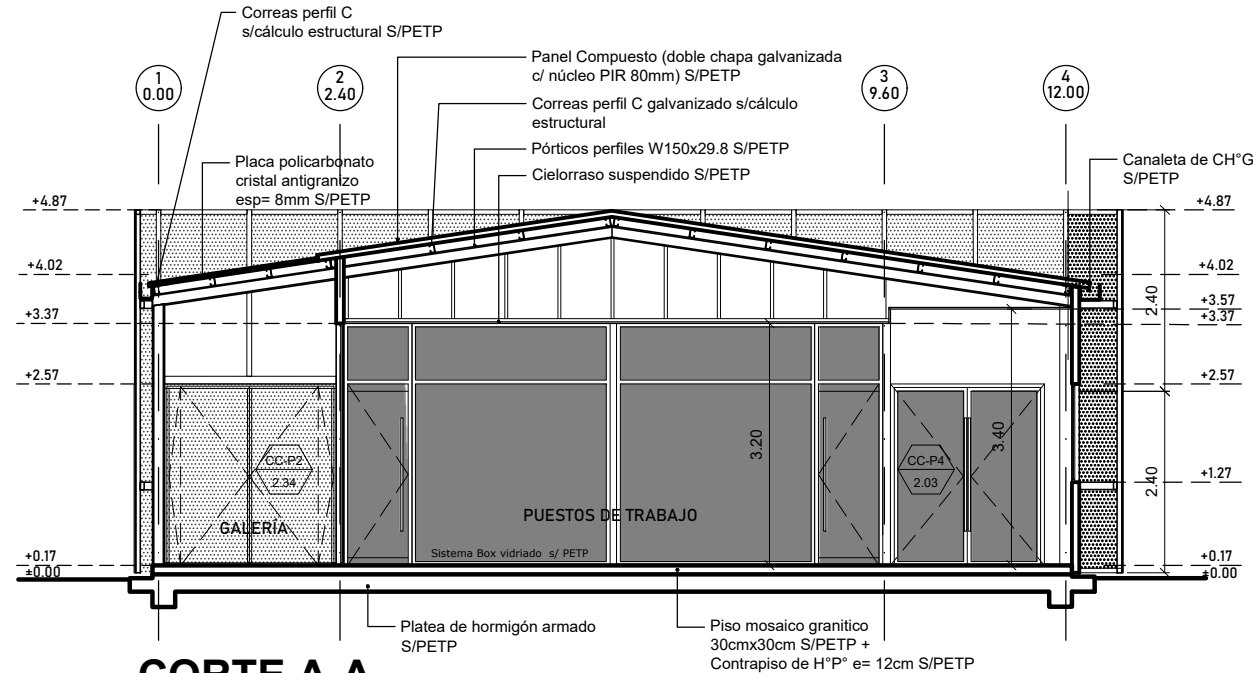 Correas perfil C
s/cálculo estructural S/PETP
1
0.00
2
2.40
Panel Compuesto (doble chapa galvanizada
c/ núcleo PIR 80mm) S/PETP
3
9.60
4
12.00
Correas perfil C galvanizado s/cálculo
estructural
Pórticos perfiles W150x29.8 S/PETP
Cielorraso suspendido S/PETP
Placa policarbonato
cristal antigranizo
esp= 8mm S/PETP
Canaleta de CH°G
S/PETP
+4.87
+4.87
+4.02
+4.02
+3.57
+3.37
+3.37
2.40
+2.57
+2.57
3.20
3.40
CC-P2
2.34
CC-P4
2.03
2.40
+1.27
GALERÍA
PUESTOS DE TRABAJO
Sistema Box vidriado s/ PETP
+0.17
±0.00
+0.17
±0.00
Platea de hormigón armado
S/PETP
Piso mosaico granitico
30cmx30cm S/PETP +
Contrapiso de H°P° e= 12cm S/PETP
CORTE A-A